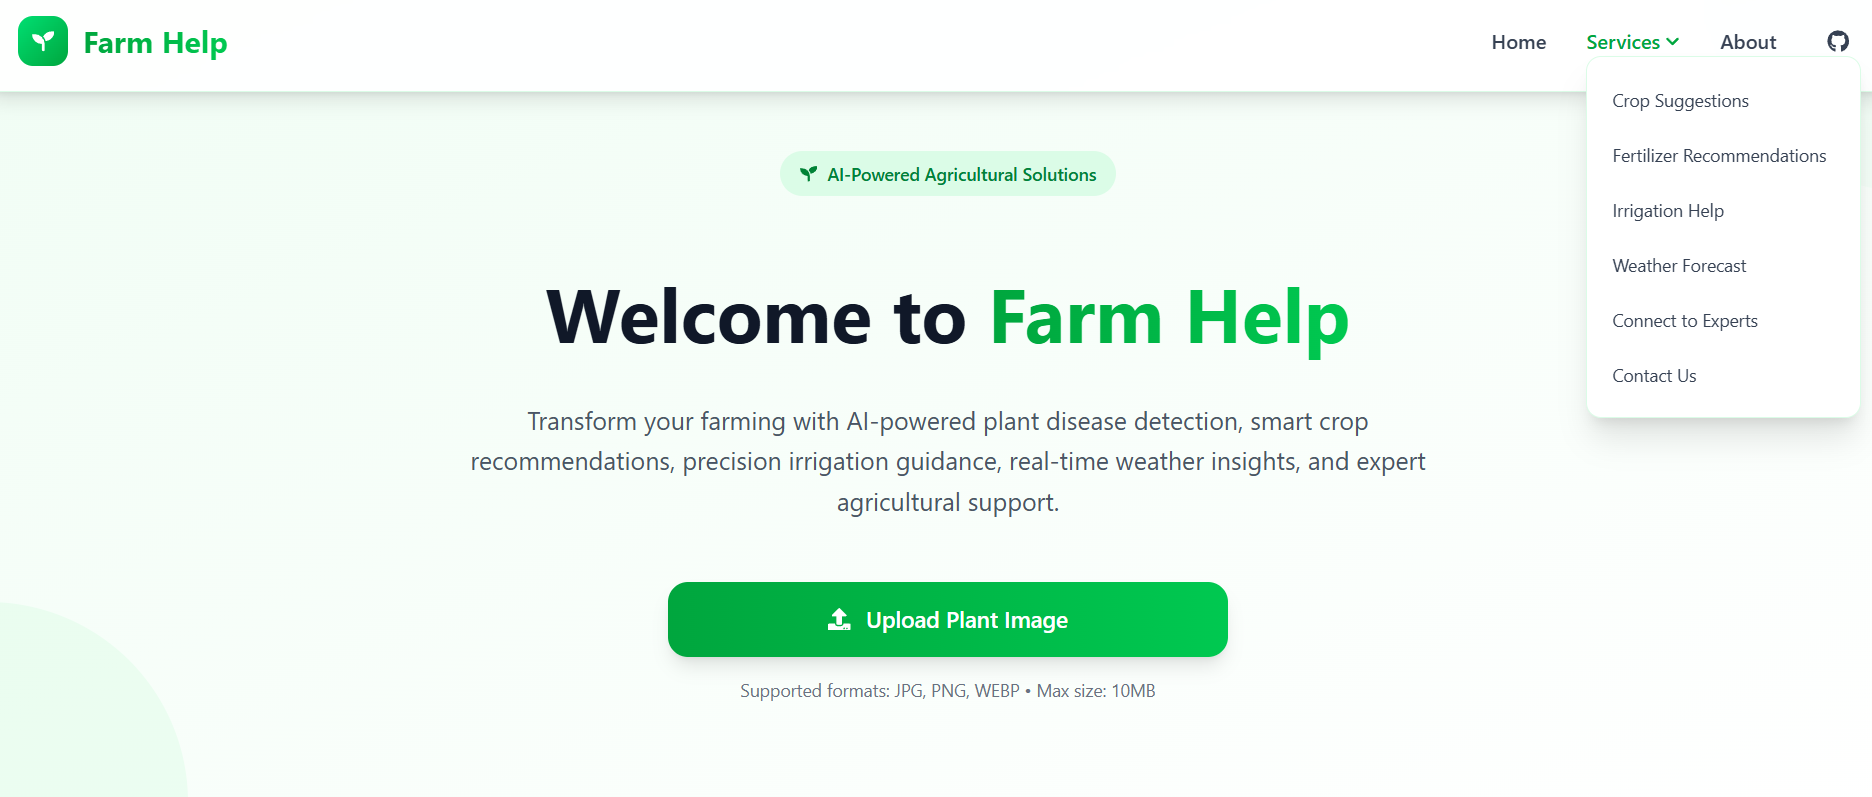 Farm Help
Home
Services
About
Crop Suggestions
Fertilizer Recommendations
Irrigation Help
Weather Forecast
Connect to Experts
Contact Us
AI-Powered Agricultural Solutions
Welcome to Farm Help
Transform your farming with AI-powered plant disease detection, smart crop
recommendations, precision irrigation guidance, real-time weather insights, and expert
agricultural support.
Upload Plant Image
Supported formats: JPG, PNG, WEBP • Max size: 10MB